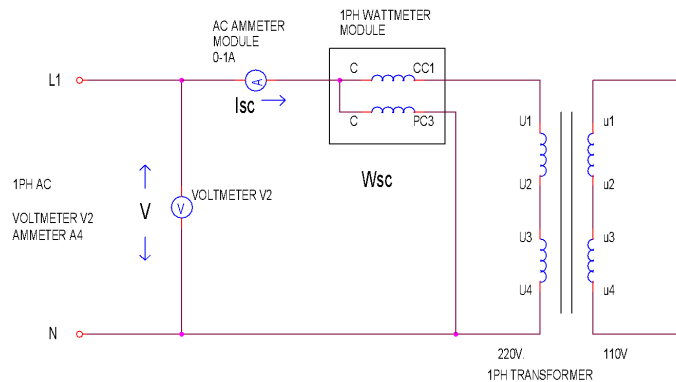 AC AMMETER
MODULE
0-1A
1PH WATTMETER
MODULE
L1
A
Isc
C
CC1
C
PC3
U1
u1
Wsc
U2
u2
1PH AC
VOLTMETER V2
AMMETER A4
V
V
VOLTMETER V2
U3
u3
U4
u4
N
220V.
110V
1PH TRANSFORMER